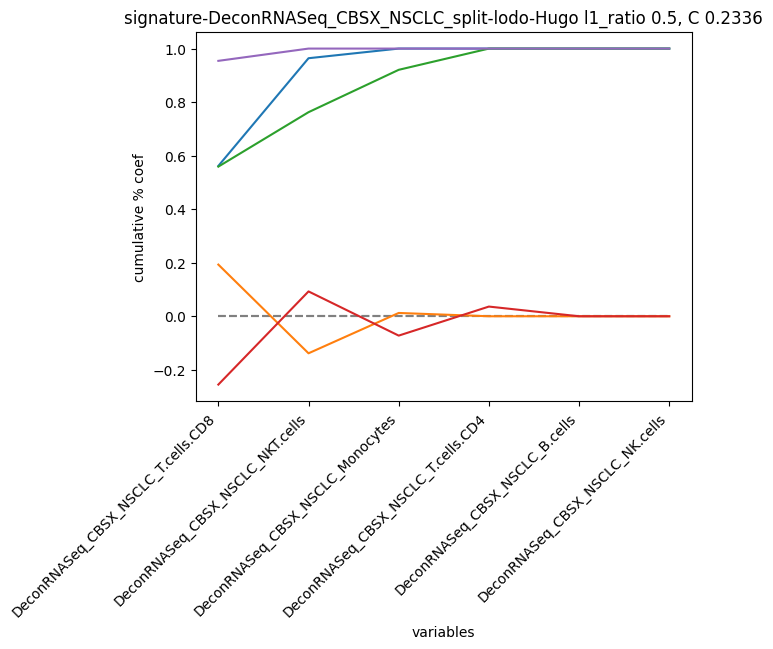 signature-DeconRNASeq_CBSX_NSCLC_split-lodo-Hugo l1_ratio 0.5, C 0.2336
cumulative % coef
1.0
0.8
0.6
0.4
0.2
0.0
−0.2
DeconRNASeq_CBSX_NSCLC_T.cells.CD8
DeconRNASeq_CBSX_NSCLC_NKT.cells
DeconRNASeq_CBSX_NSCLC_Monocytes
DeconRNASeq_CBSX_NSCLC_T.cells.CD4
DeconRNASeq_CBSX_NSCLC_B.cells
DeconRNASeq_CBSX_NSCLC_NK.cells
variables